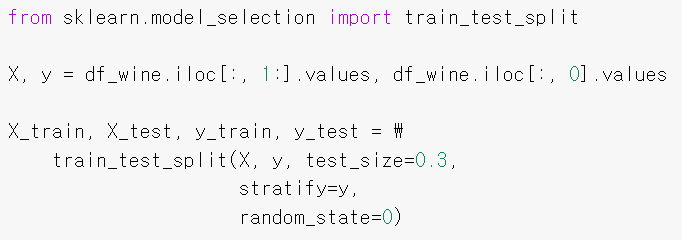 from sklearn.model_selection import train_test_split
X, y = df_wine.iloc[:, 1:].values, df_wine.iloc[:, 0].values
X_train, X_test, y_train, y_test = ₩
train_test_split(X, y, test_size=0.3,
stratify=y,
random_state=0)